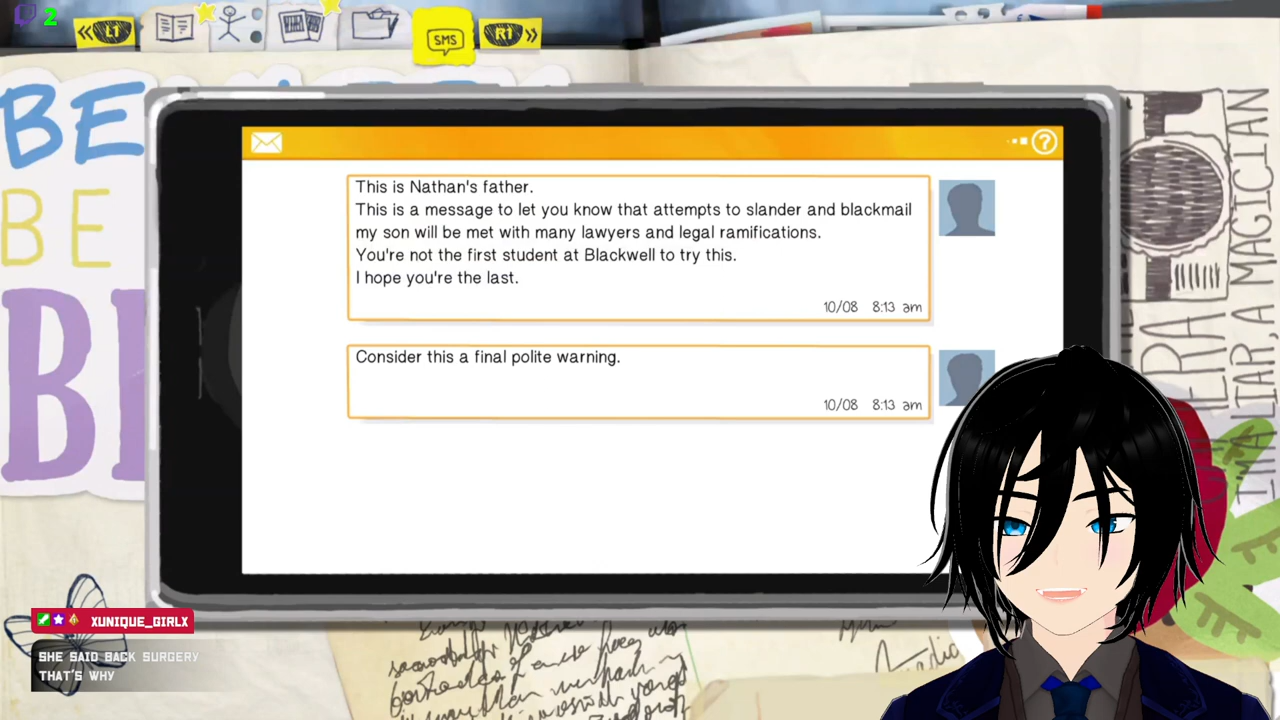 2
L1
SMS
R1
BE
BE
This is Nathan's father.
This is a message to let you know that attempts to slander and blackmail
my son will be met with many lawyers and legal ramifications.
You're not the first student at Blackwell to try this.
I hope you're the last.
10/08 8:13 am
Consider this a final polite warning.
10/08 8:13 am
?
A MAGICIAN
XUNIQUE_GIRLX
SHE SAID BACK SURGERY
THAT'S WHY